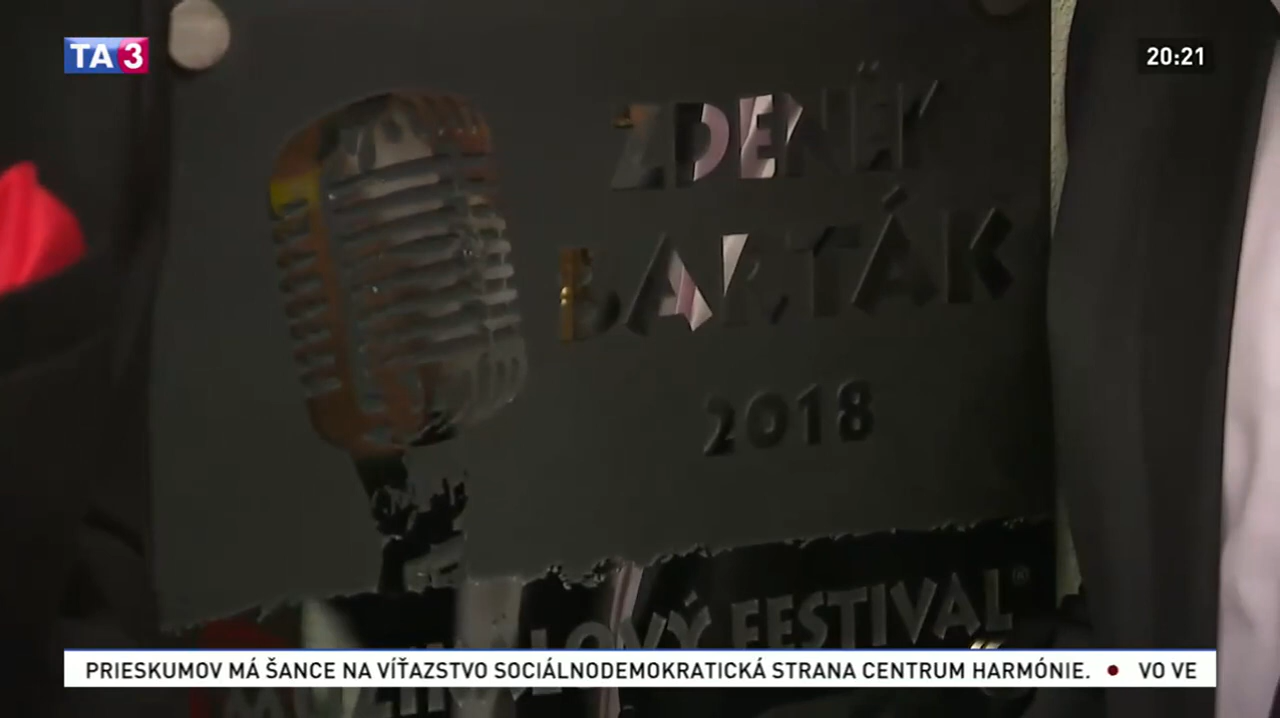 TA3
20:21
ZDENĚK
BARTÁK
2018
FESTIVAL®
PRIESKUMOV MÁ ŠANCE NA VÍŤAZSTVO SOCIÁLNODEMOKRATICKÁ STRANA CENTRUM HARMÓNIE. • VO VE